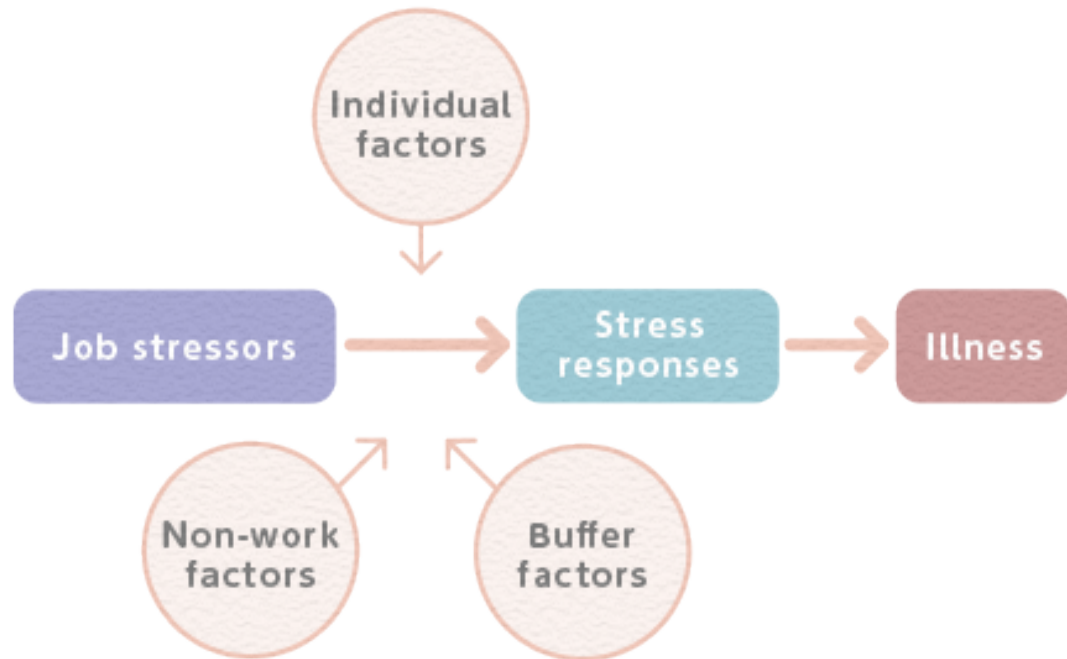 Individual
factors
Job stressors
Stress
responses
Illness
Non-work
factors
Buffer
factors